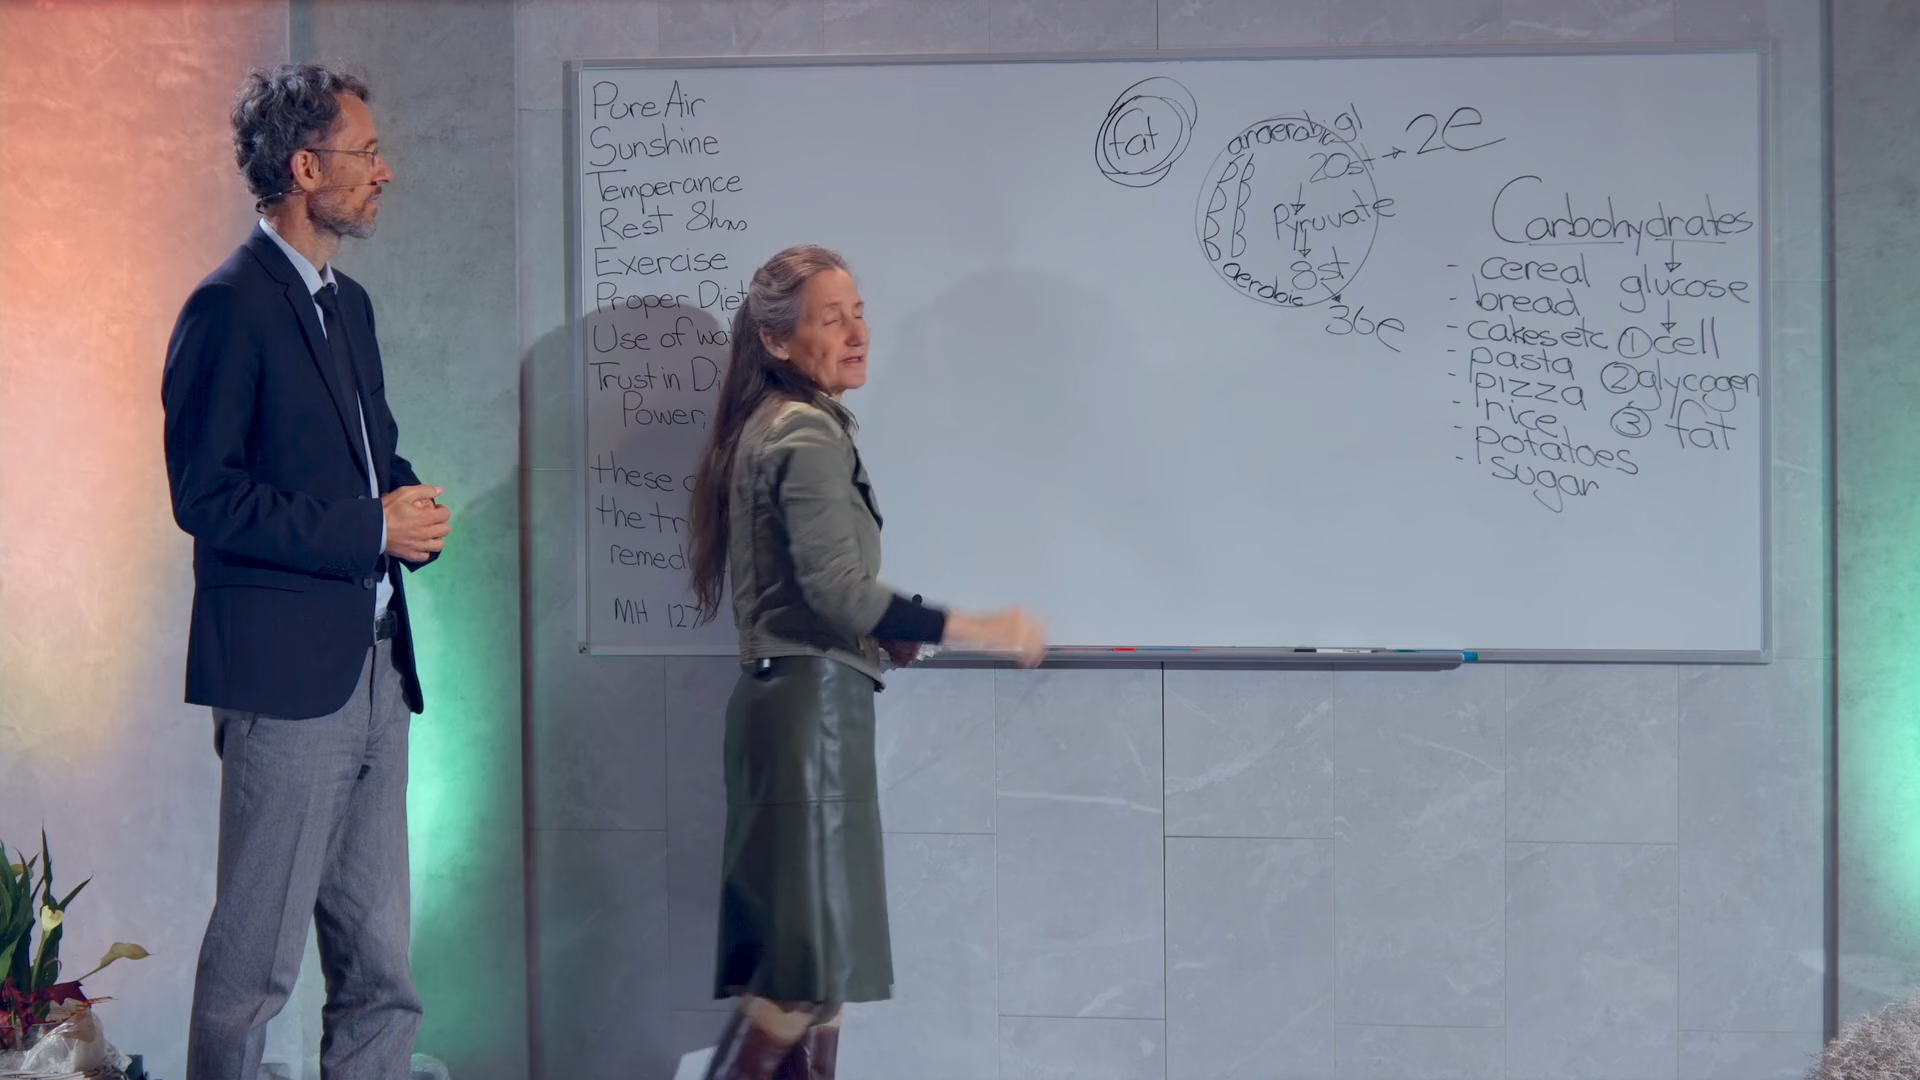 Pure Air
Sunshine
Temperance
Rest 8hrs
Exercise
Proper Diet
Use of wa
Trust in Di
Power,
these
the tr
remed
MH 127
fat
anaerobic gl
20st → 2e
Pyruvate
8st
aerobic
36e
Carbohydrates
- cereal
- bread
- cakes etc
- pasta
- pizza
- rice
- potatoes
- sugar
glucose
① cell
② glycogen
③ fat